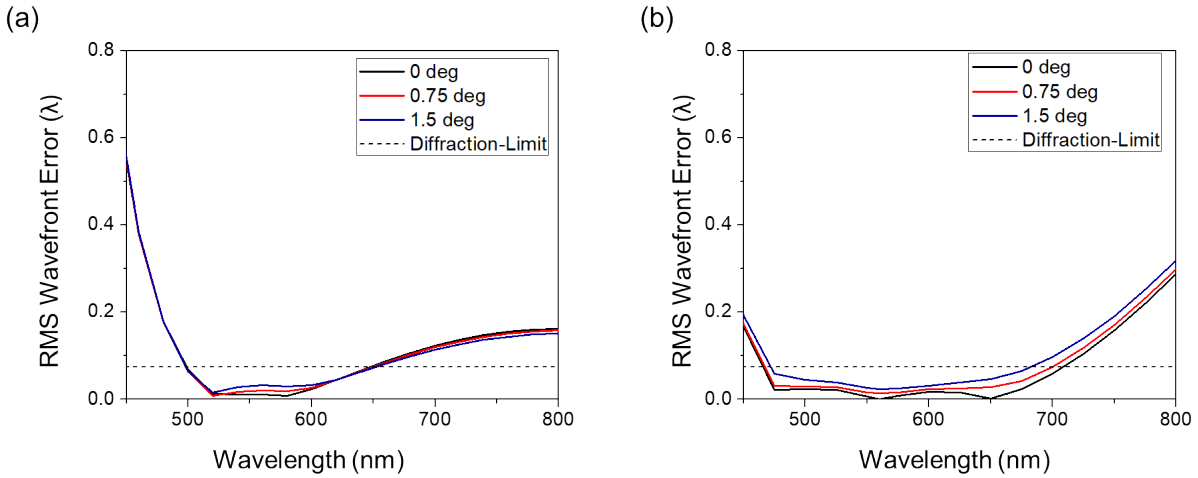 (a)
RMS Wavefront Error (λ)
0.8
0.6
0.4
0.2
0.0
0 deg
0.75 deg
1.5 deg
Diffraction-Limit
500
600
700
800
Wavelength (nm)
(b)
RMS Wavefront Error (λ)
0.8
0.6
0.4
0.2
0.0
0 deg
0.75 deg
1.5 deg
Diffraction-Limit
500
600
700
800
Wavelength (nm)